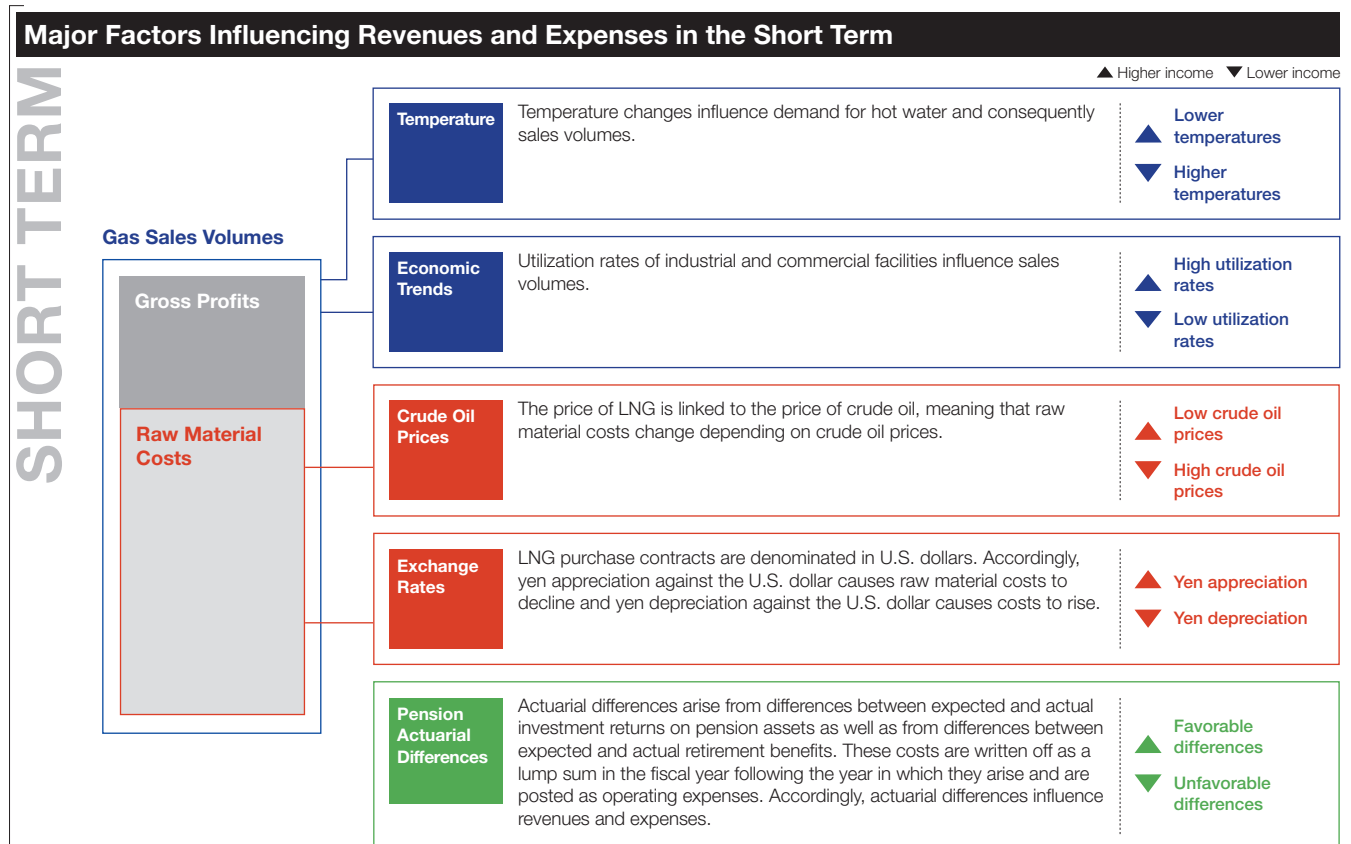 Major Factors Influencing Revenues and Expenses in the Short Term
▲ Higher income ▼ Lower income
SHORT TERM
Gas Sales Volumes
Gross Profits
Raw Material
Costs
Temperature
Temperature changes influence demand for hot water and consequently
sales volumes.
▲ Lower
temperatures
▼ Higher
temperatures
Economic
Trends
Utilization rates of industrial and commercial facilities influence sales
volumes.
▲ High utilization
rates
▼ Low utilization
rates
Crude Oil
Prices
The price of LNG is linked to the price of crude oil, meaning that raw
material costs change depending on crude oil prices.
▲ Low crude oil
prices
▼ High crude oil
prices
Exchange
Rates
LNG purchase contracts are denominated in U.S. dollars. Accordingly,
yen appreciation against the U.S. dollar causes raw material costs to
decline and yen depreciation against the U.S. dollar causes costs to rise.
▲ Yen appreciation
▼ Yen depreciation
Pension
Actuarial
Differences
Actuarial differences arise from differences between expected and actual
investment returns on pension assets as well as from differences between
expected and actual retirement benefits. These costs are written off as a
lump sum in the fiscal year following the year in which they arise and are
posted as operating expenses. Accordingly, actuarial differences influence
revenues and expenses.
▲ Favorable
differences
▼ Unfavorable
differences